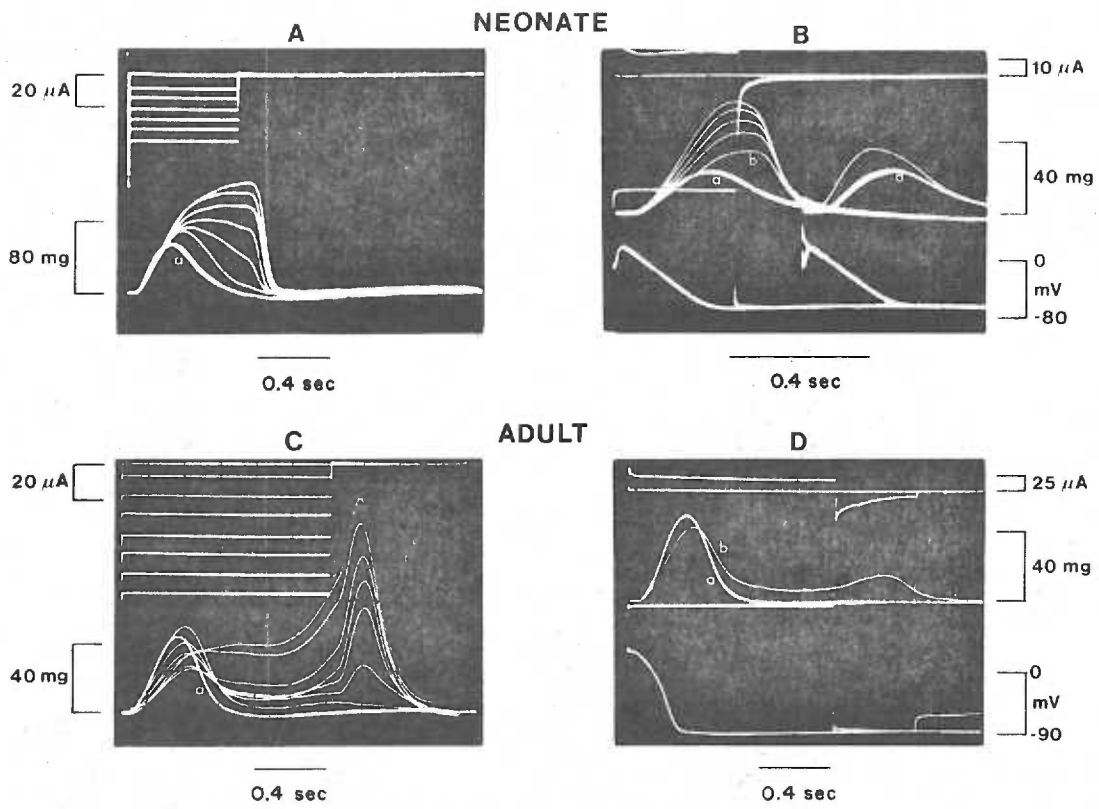 NEONATE
A
B
20 μA
10 μA
80 mg
a
b
a
a
40 mg
0
mV
-80
0.4 sec
0.4 sec
ADULT
C
D
20 μA
25 μA
40 mg
a
b
a
40 mg
0
mV
-90
0.4 sec
0.4 sec